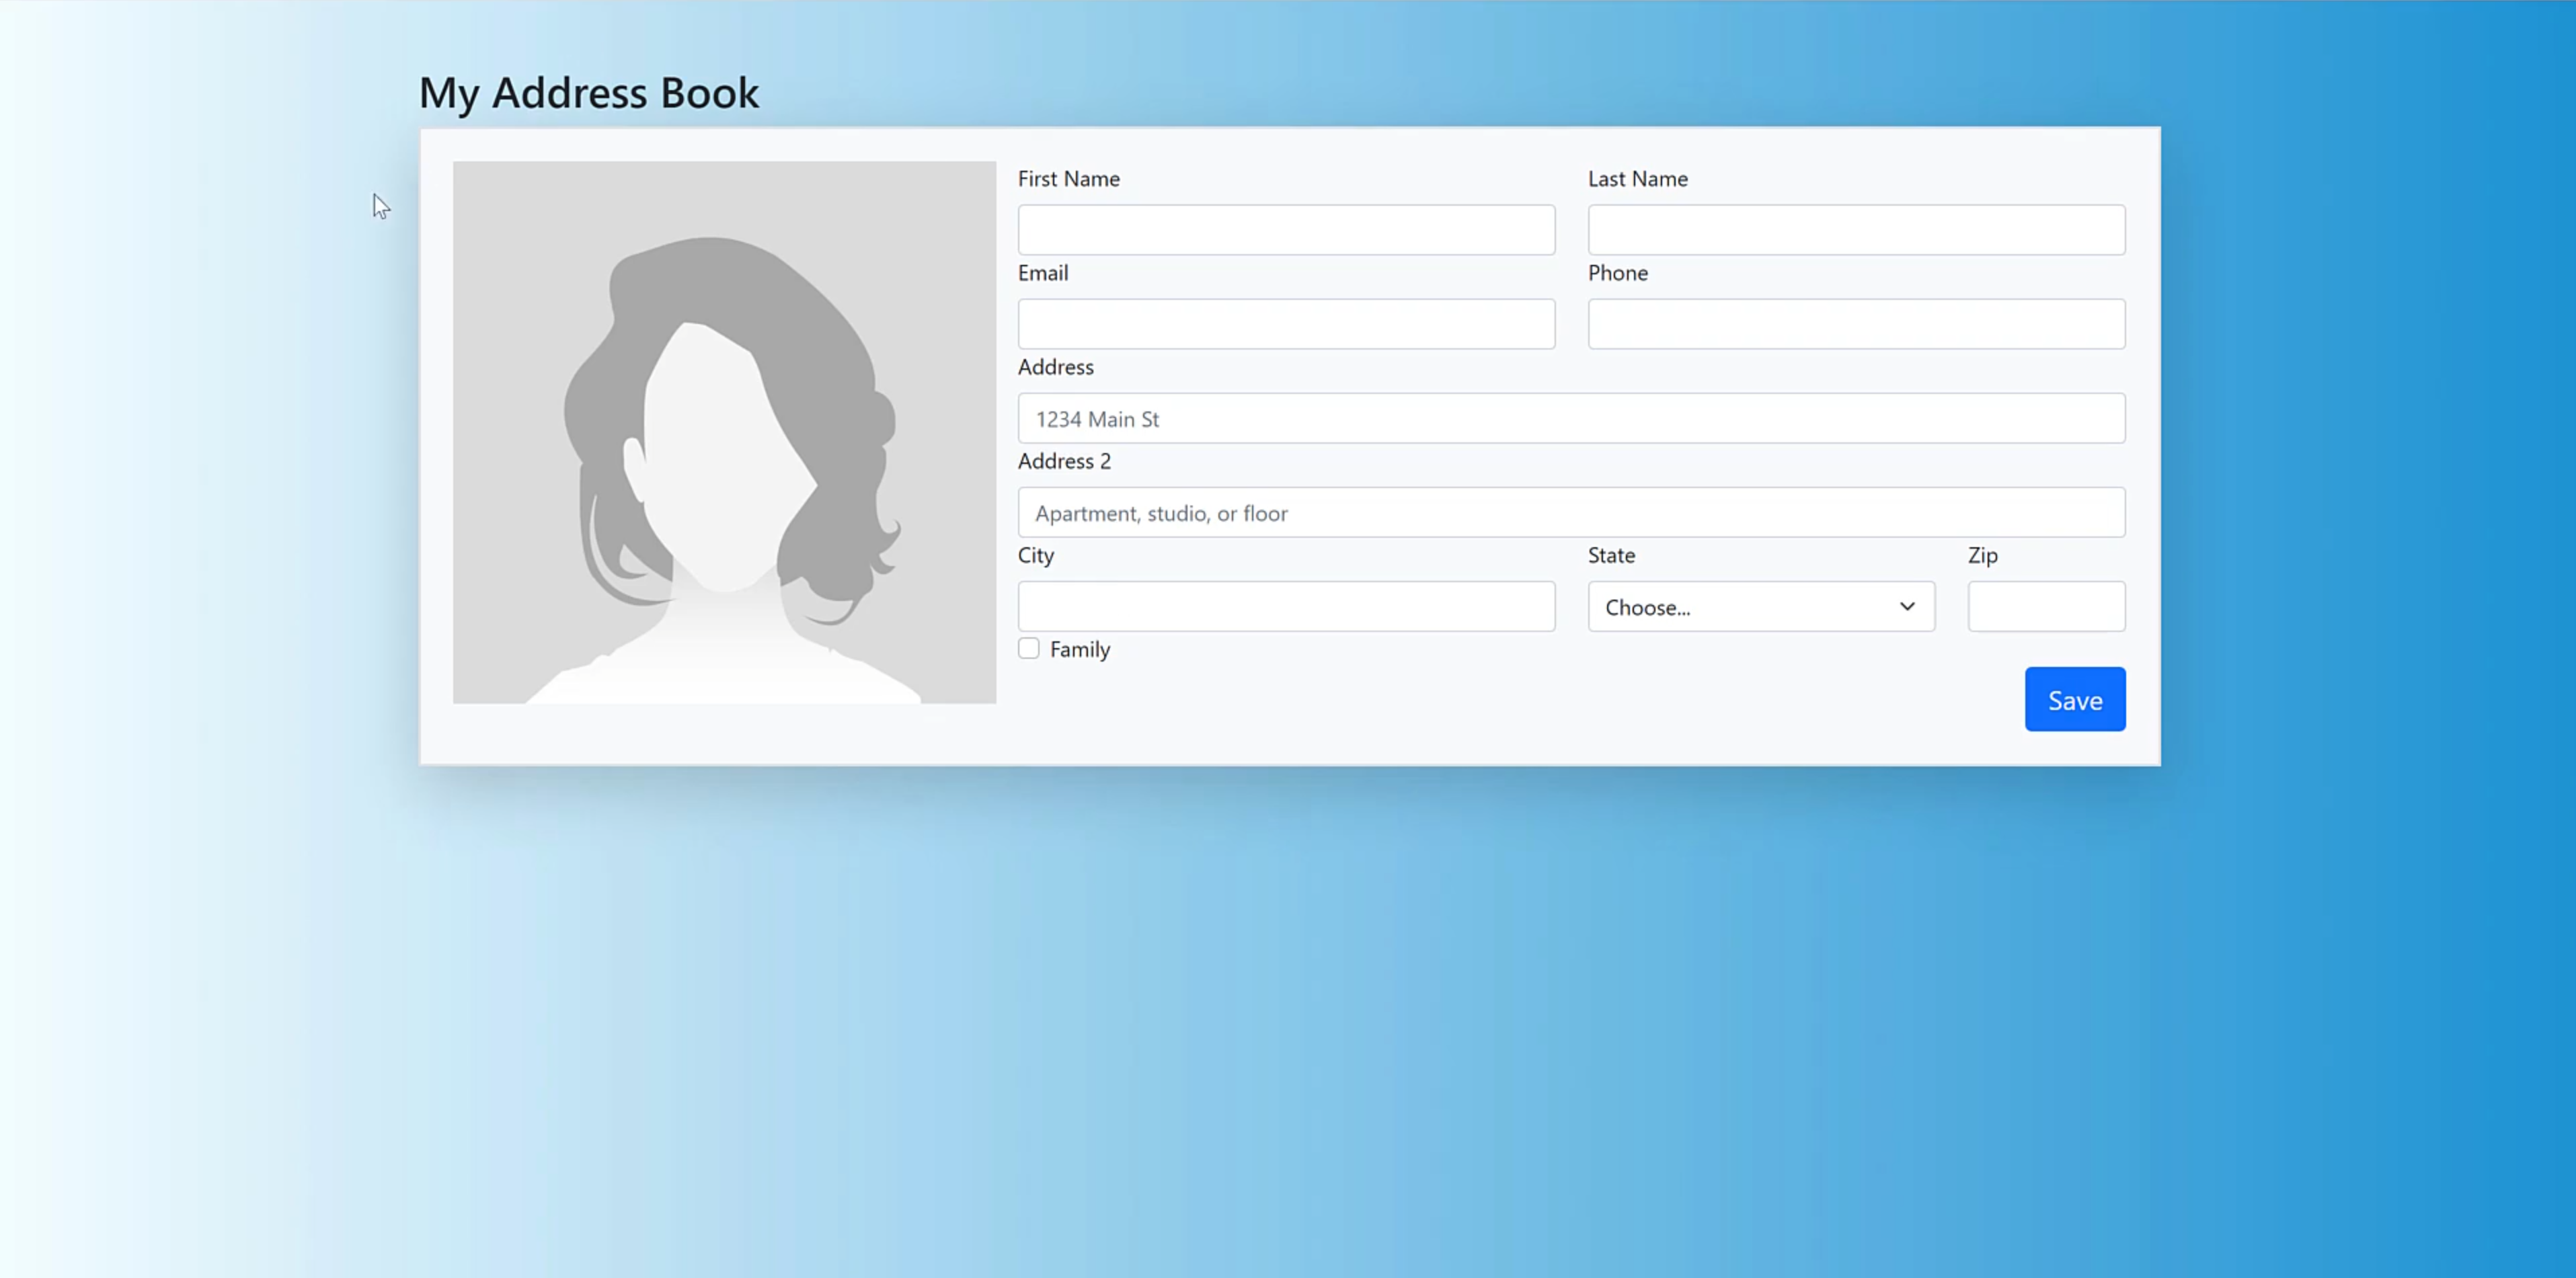 My Address Book
First Name Last Name
Email Phone
Address
1234 Main St
Address 2
Apartment, studio, or floor
City State Zip
Choose...
Family
Save